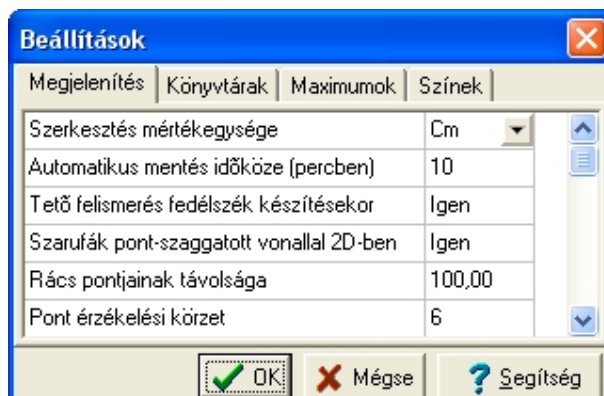 Beállítások
Megjelenítés Könyvtárak Maximumok Színek
Szerkesztés mértékegysége Cm
Automatikus mentés idõköze (percben) 10
Tetõ felismerés fedélszék készítésekor Igen
Szarufák pont-szaggatott vonallal 2D-ben Igen
Rács pontjainak távolsága 100,00
Pont érzékelési körzet 6
OK Mégse Segítség